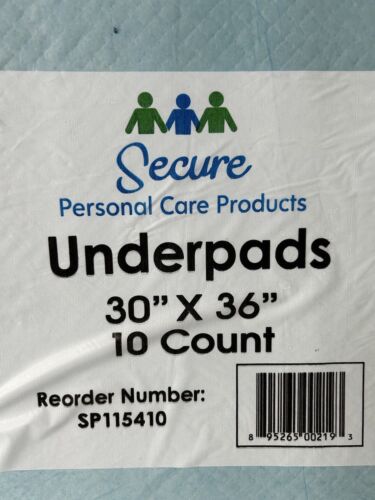 Secure
Personal Care Products
Underpads
30” X 36”
10 Count
Reorder Number:
SP115410
8 95265 00219 3